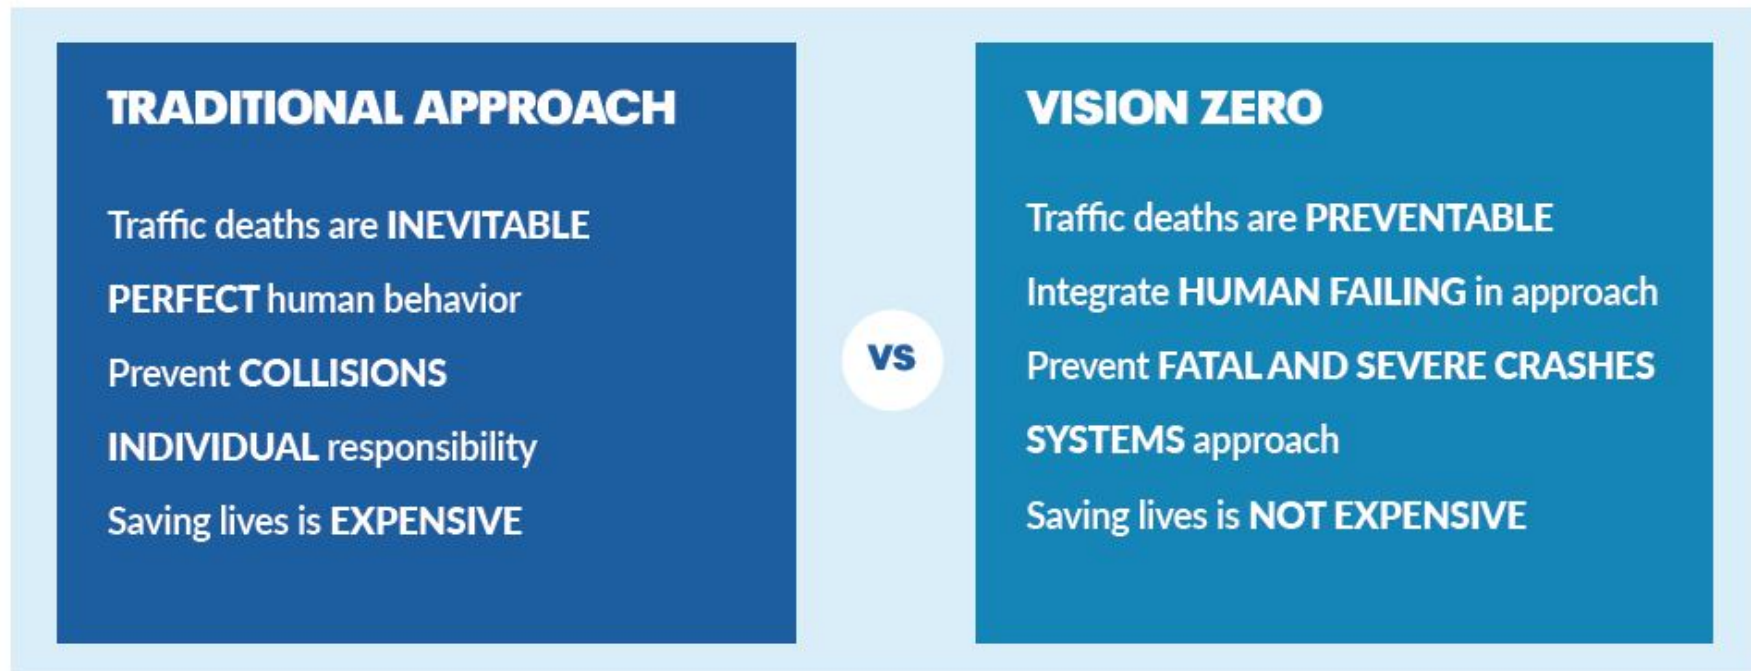 TRADITIONAL APPROACH
Traffic deaths are INEVITABLE
PERFECT human behavior
Prevent COLLISIONS
INDIVIDUAL responsibility
Saving lives is EXPENSIVE
VS
VISION ZERO
Traffic deaths are PREVENTABLE
Integrate HUMAN FAILING in approach
Prevent FATAL AND SEVERE CRASHES
SYSTEMS approach
Saving lives is NOT EXPENSIVE